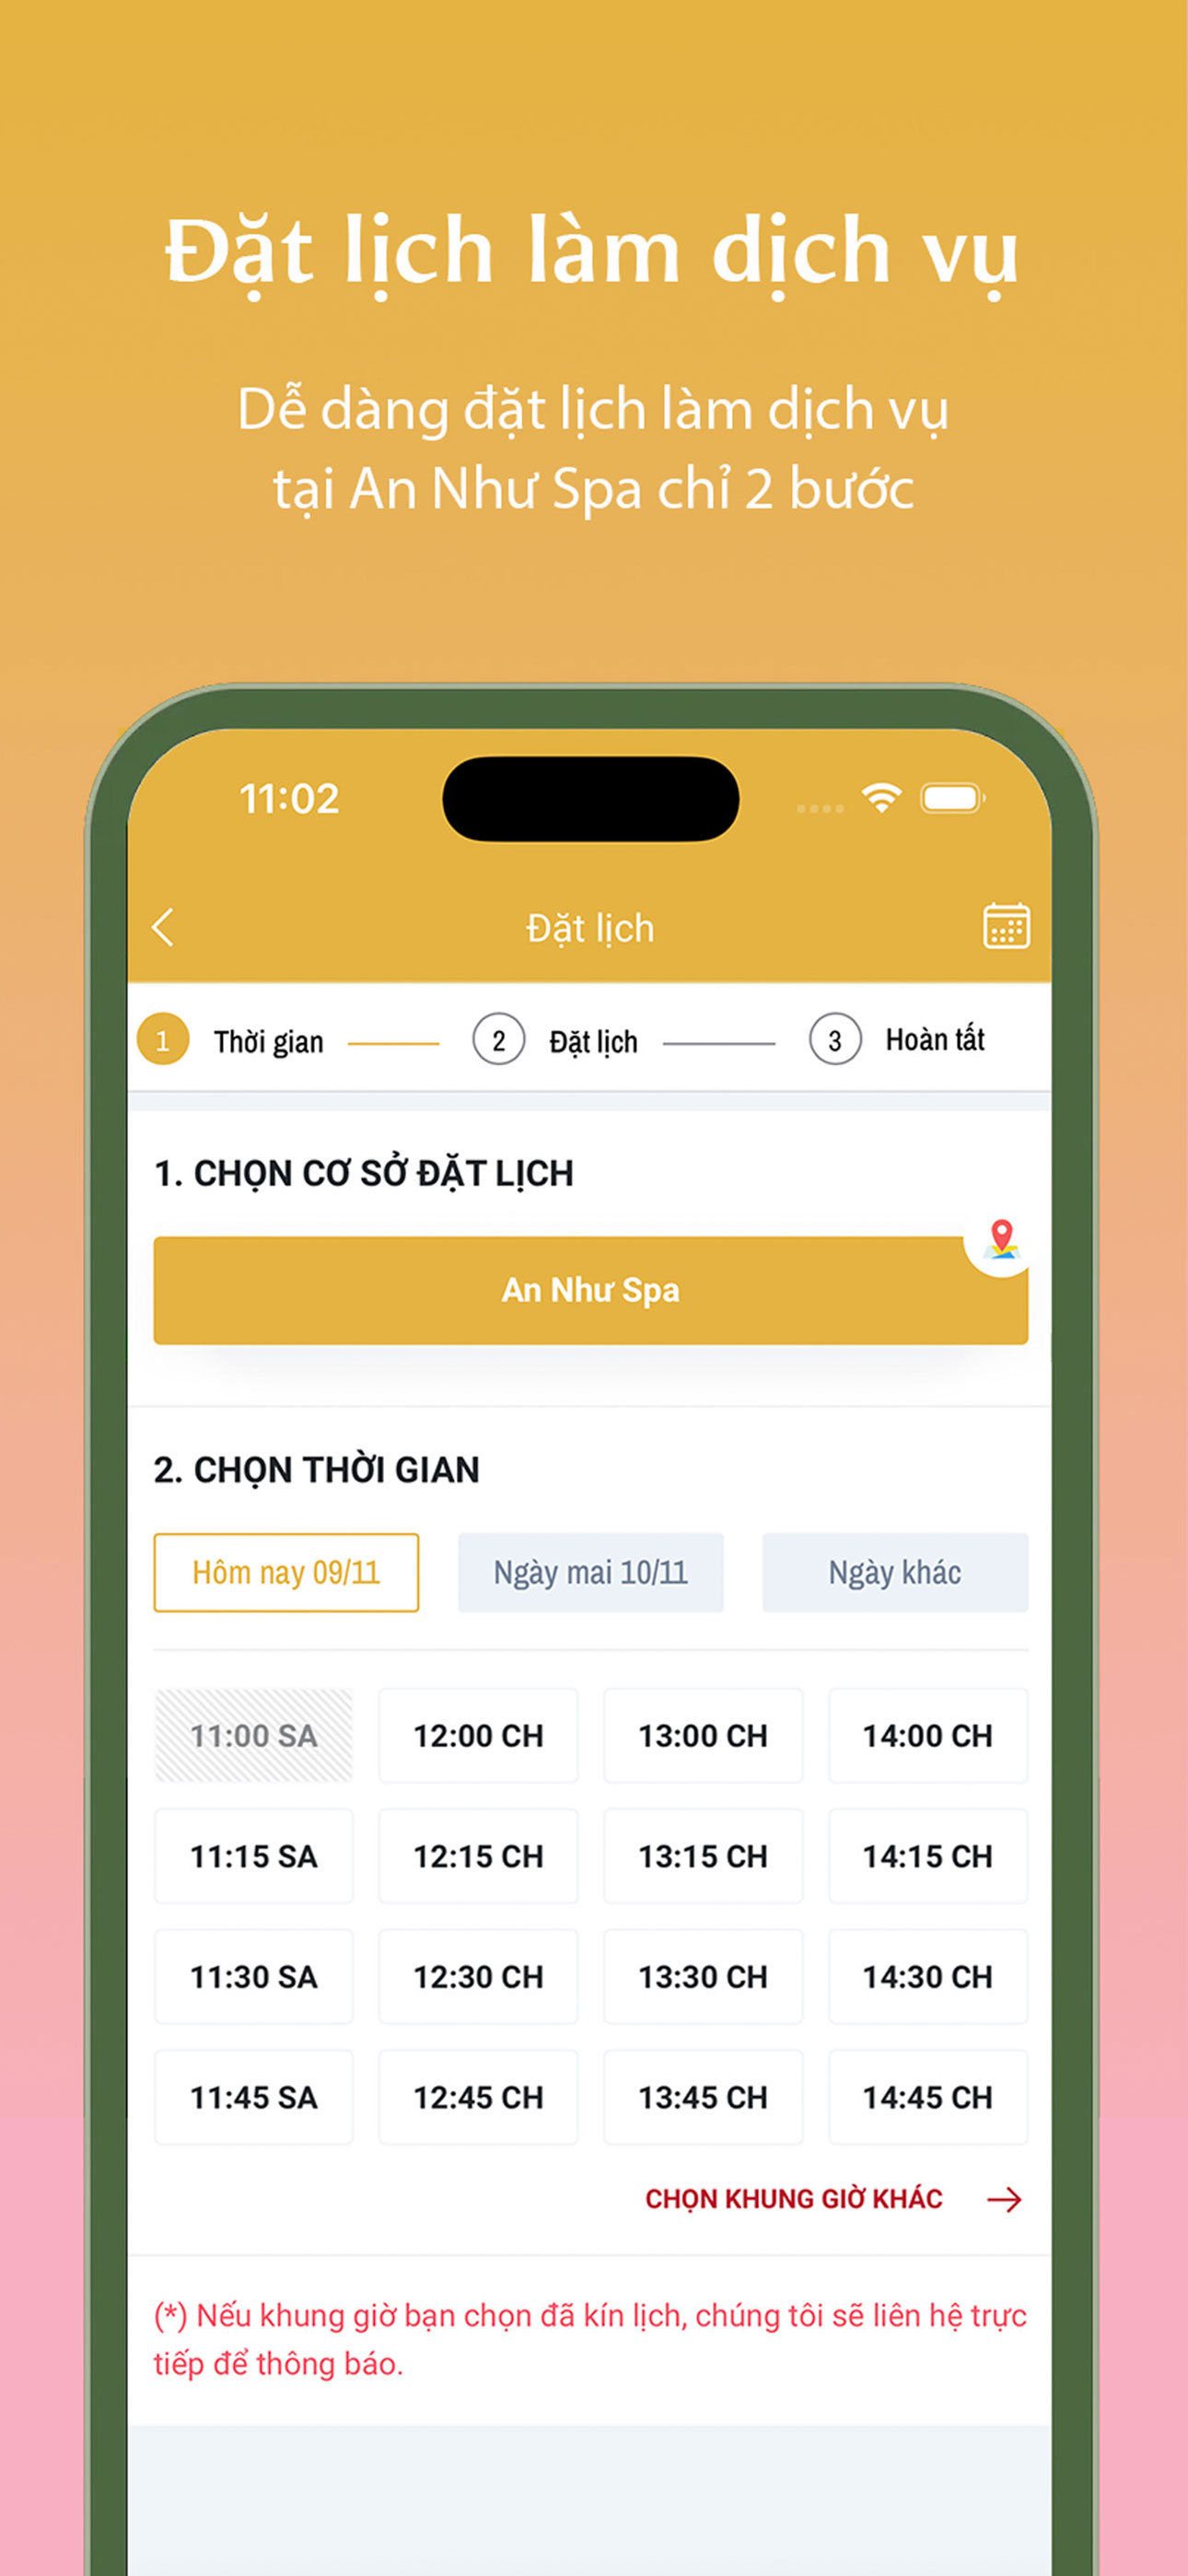 Đặt lịch làm dịch vụ
Dễ dàng đặt lịch làm dịch vụ
tại An Như Spa chỉ 2 bước
11:02
Đặt lịch
1 Thời gian 2 Đặt lịch 3 Hoàn tất
1. CHỌN CƠ SỞ ĐẶT LỊCH
An Như Spa
2. CHỌN THỜI GIAN
Hôm nay 09/11 Ngày mai 10/11 Ngày khác
11:00 SA 12:00 CH 13:00 CH 14:00 CH
11:15 SA 12:15 CH 13:15 CH 14:15 CH
11:30 SA 12:30 CH 13:30 CH 14:30 CH
11:45 SA 12:45 CH 13:45 CH 14:45 CH
CHỌN KHUNG GIỜ KHÁC
(*) Nếu khung giờ bạn chọn đã kín lịch, chúng tôi sẽ liên hệ trực
tiếp để thông báo.